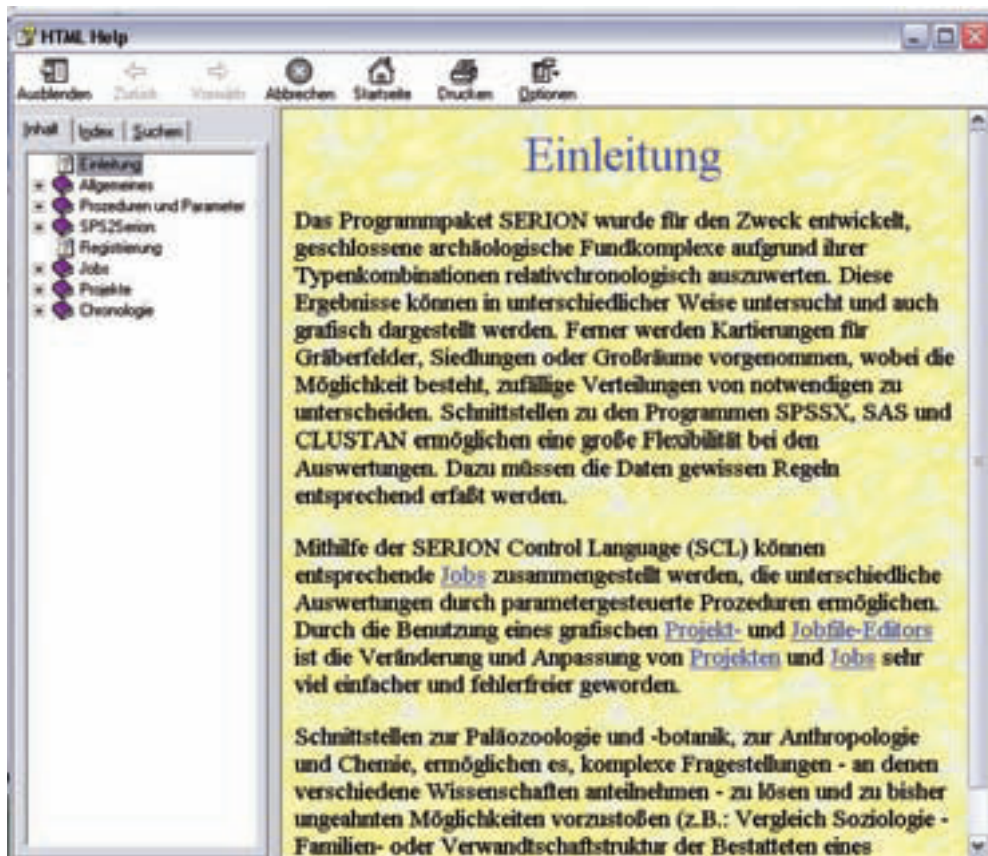 HTML Help
Ausblenden Zurück Vorwärts Abbrechen Startseite Drucken Optionen
Inhalt Index Suchen
Einleitung
Allgemeines
Prozeduren und Parameter
SPS2Serion
Registrierung
Jobs
Projekte
Chronologie
Einleitung
Das Programmpaket SERION wurde für den Zweck entwickelt,
geschlossene archäologische Fundkomplexe aufgrund ihrer
Typenkombinationen relativchronologisch auszuwerten. Diese
Ergebnisse können in unterschiedlicher Weise untersucht und auch
grafisch dargestellt werden. Ferner werden Kartierungen für
Gräberfelder, Siedlungen oder Großräume vorgenommen, wobei die
Möglichkeit besteht, zufällige Verteilungen von notwendigen zu
unterscheiden. Schnittstellen zu den Programmen SPSSX, SAS und
CLUSTAN ermöglichen eine große Flexibilität bei den
Auswertungen. Dazu müssen die Daten gewissen Regeln
entsprechend erfaßt werden.
Mithilfe der SERION Control Language (SCL) können
entsprechende Jobs zusammengestellt werden, die unterschiedliche
Auswertungen durch parametergesteuerte Prozeduren ermöglichen.
Durch die Benutzung eines grafischen Projekt- und Jobfile-Editors
ist die Veränderung und Anpassung von Projekten und Jobs sehr
viel einfacher und fehlerfreier geworden.
Schnittstellen zur Paläozoologie und -botanik, zur Anthropologie
und Chemie, ermöglichen es, komplexe Fragestellungen - an denen
verschiedene Wissenschaften anteilnehmen - zu lösen und zu bisher
ungeahnten Möglichkeiten vorzustoßen (z.B.: Vergleich Soziologie -
Familien- oder Verwandtschaftstruktur der Bestatteten eines